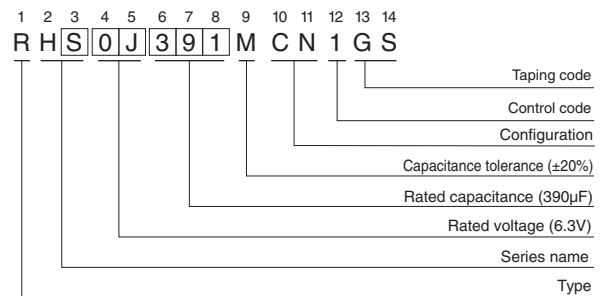 1 2 3 4 5 6 7 8 9 10 11 12 13 14
R H S 0 J 3 9 1 M C N 1 G S
Taping code
Control code
Configuration
Capacitance tolerance (±20%)
Rated capacitance (390µF)
Rated voltage (6.3V)
Series name
Type